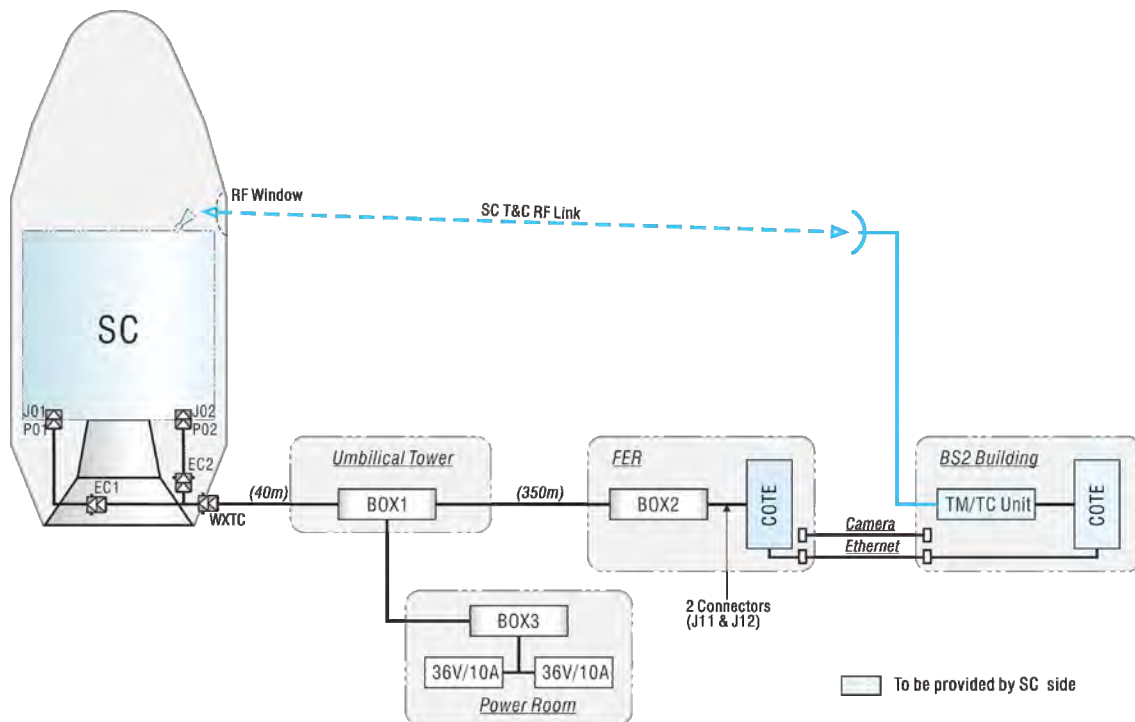 RF Window
SC T&C RF Link
SC
J01
P01
J02
P02
EC2
EC1
WXTC
(40m)
Umbilical Tower
BOX1
(350m)
FER
BOX2
COTE
2 Connectors
(J11 & J12)
Camera
Ethernet
BS2 Building
TM/TC Unit
COTE
BOX3
36V/10A
36V/10A
Power Room
To be provided by SC side